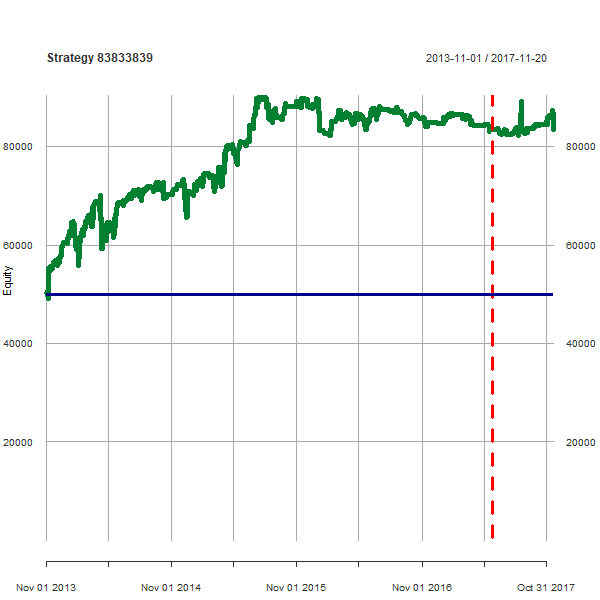 Strategy 83833839
2013-11-01 / 2017-11-20
80000
80000
60000
60000
Equity
40000
40000
20000
20000
Nov 01 2013
Nov 01 2014
Nov 01 2015
Nov 01 2016
Oct 31 2017